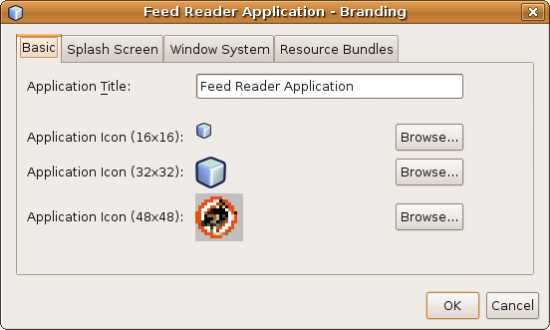 Feed Reader Application - Branding
Basic Splash Screen Window System Resource Bundles
Application Title: Feed Reader Application
Application Icon (16x16): Browse...
Application Icon (32x32): Browse...
Application Icon (48x48): Browse...
OK Cancel